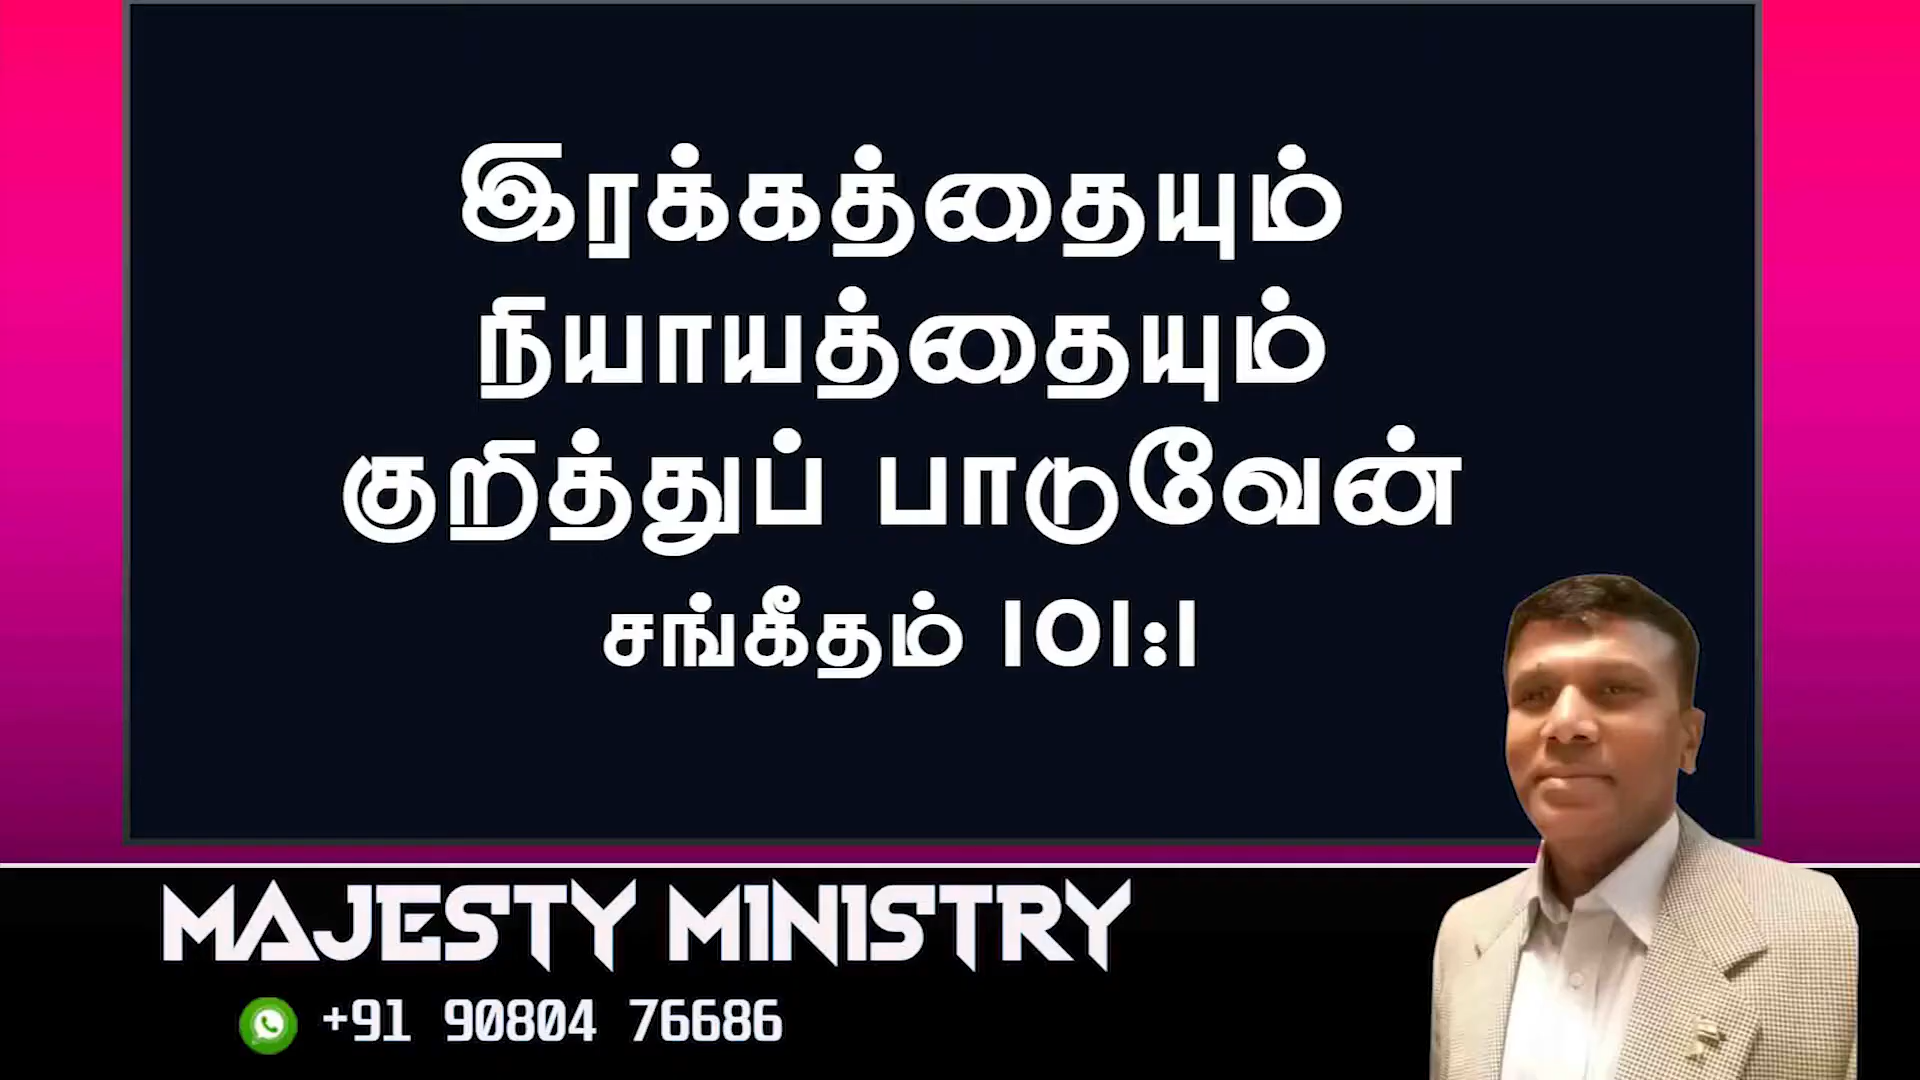 இரக்கத்தையும்
நியாயத்தையும்
குறித்துப் பாடுவேன்
சங்கீதம் 101:1
MAJESTY MINISTRY
+91 90804 76686